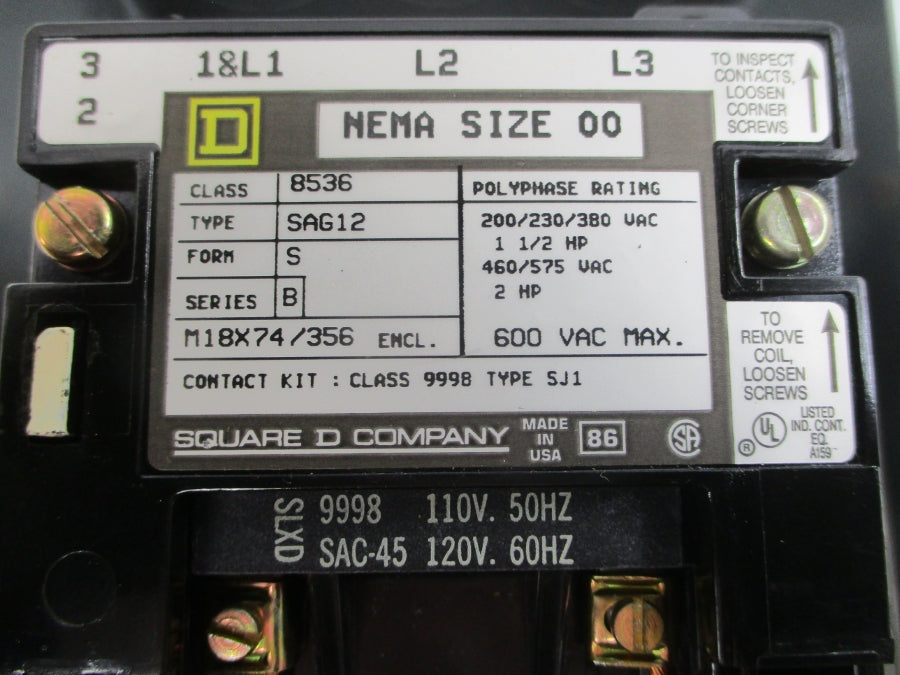 3 1&L1 L2 L3
2
TO INSPECT
CONTACTS,
LOOSEN
CORNER
SCREWS
D
NEMA SIZE 00
CLASS 8536
TYPE SAG12
FORM S
SERIES B
M18X74/356 ENCL.
POLYPHASE RATING
200/230/380 VAC
1 1/2 HP
460/575 VAC
2 HP
600 VAC MAX.
CONTACT KIT : CLASS 9998 TYPE SJ1
SQUARE D COMPANY
MADE
IN
USA
86
SA
TO
REMOVE
COIL,
LOOSEN
SCREWS
UL
®
LISTED
IND. CONT.
EQ.
A159
SLXD
9998 110V. 50HZ
SAC-45 120V. 60HZ